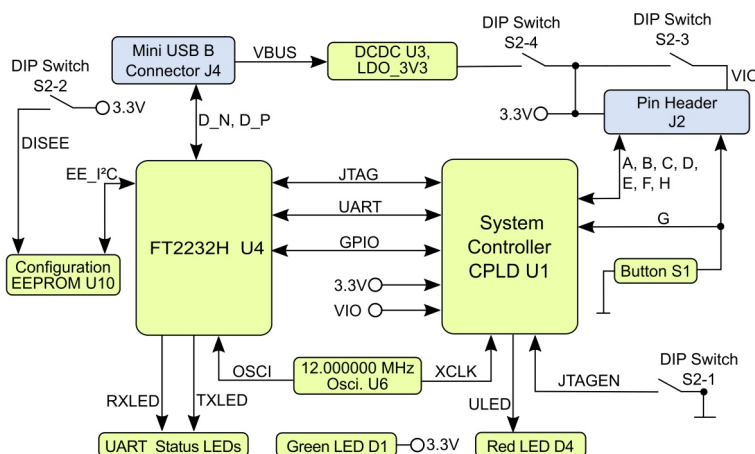 DIP Switch
S2-4
DIP Switch
S2-3
Mini USB B
Connector J4
VBUS
DCDC U3,
LDO_3V3
DIP Switch
S2-2
3.3V
VIO
Pin Header
J2
3.3V
D_N, D_P
DISEE
EE_I²C
JTAG
A, B, C, D,
E, F, H
UART
System
Controller
CPLD U1
G
FT2232H U4
GPIO
Configuration
EEPROM U10
3.3V
Button S1
VIO
OSCI
12.000000 MHz
Osci. U6
XCLK
DIP Switch
S2-1
JTAGEN
RXLED
TXLED
ULED
UART Status LEDs
Green LED D1
3.3V
Red LED D4